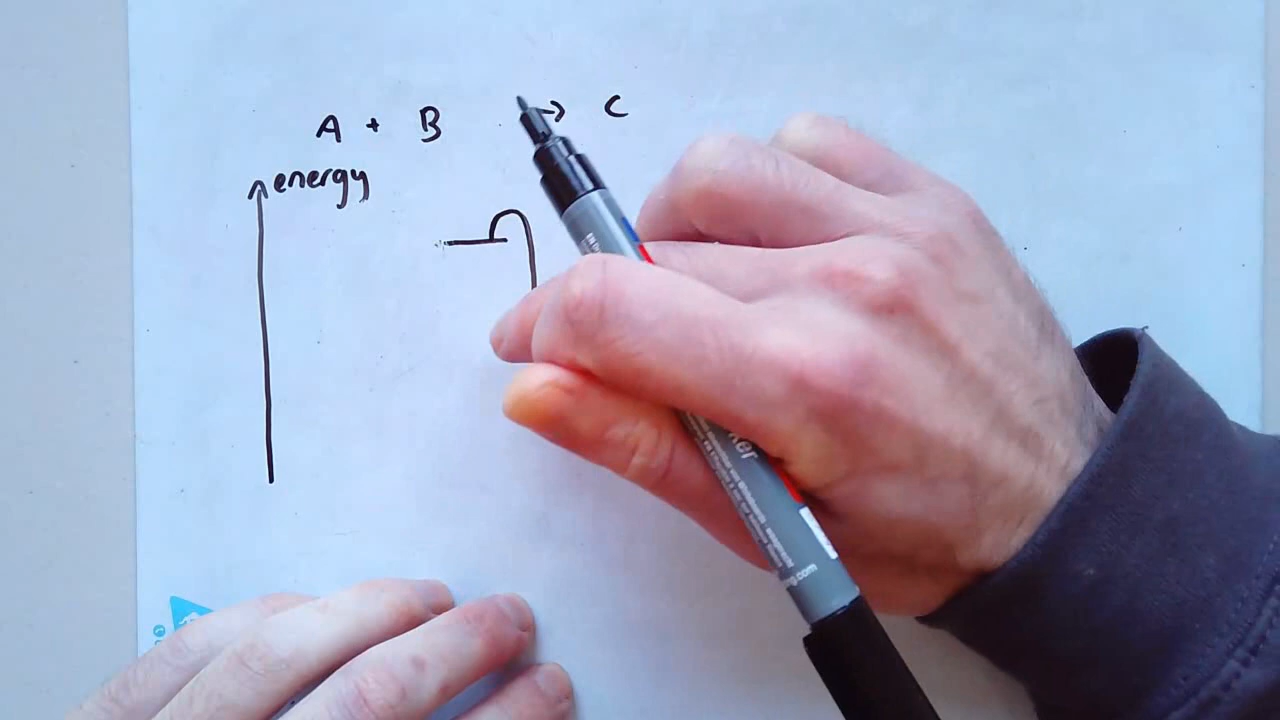 A + B → C
energy